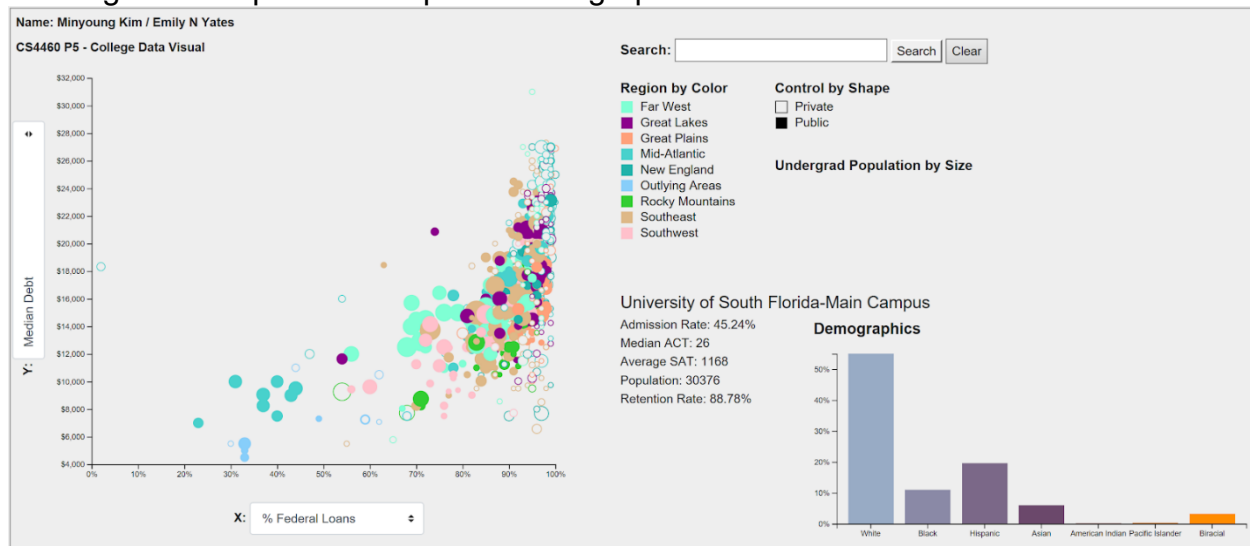 Name: Minyoung Kim / Emily N Yates
CS4460 P5 - College Data Visual
$32,000
$30,000
$28,000
$26,000
$24,000
$22,000
$20,000
$18,000
$16,000
$14,000
$12,000
$10,000
$8,000
$6,000
$4,000
0% 10% 20% 30% 40% 50% 60% 70% 80% 90% 100%
Y: Median Debt
X: % Federal Loans
Search: Search Clear
Region by Color
Far West
Great Lakes
Great Plains
Mid-Atlantic
New England
Outlying Areas
Rocky Mountains
Southeast
Southwest
Control by Shape
Private
Public
Undergrad Population by Size
University of South Florida-Main Campus
Admission Rate: 45.24%
Median ACT: 26
Average SAT: 1168
Population: 30376
Retention Rate: 88.78%
Demographics
50%
40%
30%
20%
10%
0%
White Black Hispanic Asian American Indian Pacific Islander Biracial